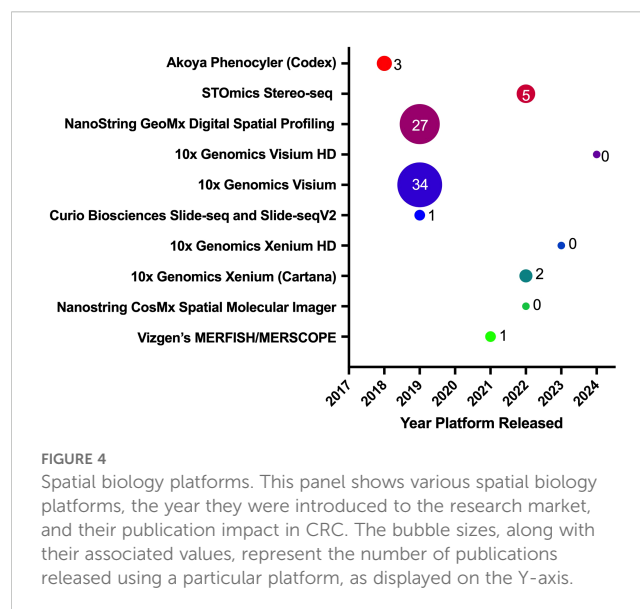 Akoya Phenocyler (Codex)
3
STOmics Stereo-seq
5
NanoString GeoMx Digital Spatial Profiling
27
10x Genomics Visium HD
0
10x Genomics Visium
34
Curio Biosciences Slide-seq and Slide-seqV2
1
10x Genomics Xenium HD
0
10x Genomics Xenium (Cartana)
2
Nanostring CosMx Spatial Molecular Imager
0
Vizgen's MERFISH/MERSCOPE
1
2017
2018
2019
2020
2021
2022
2023
2024
Year Platform Released
FIGURE 4
Spatial biology platforms. This panel shows various spatial biology
platforms, the year they were introduced to the research market,
and their publication impact in CRC. The bubble sizes, along with
their associated values, represent the number of publications
released using a particular platform, as displayed on the Y-axis.